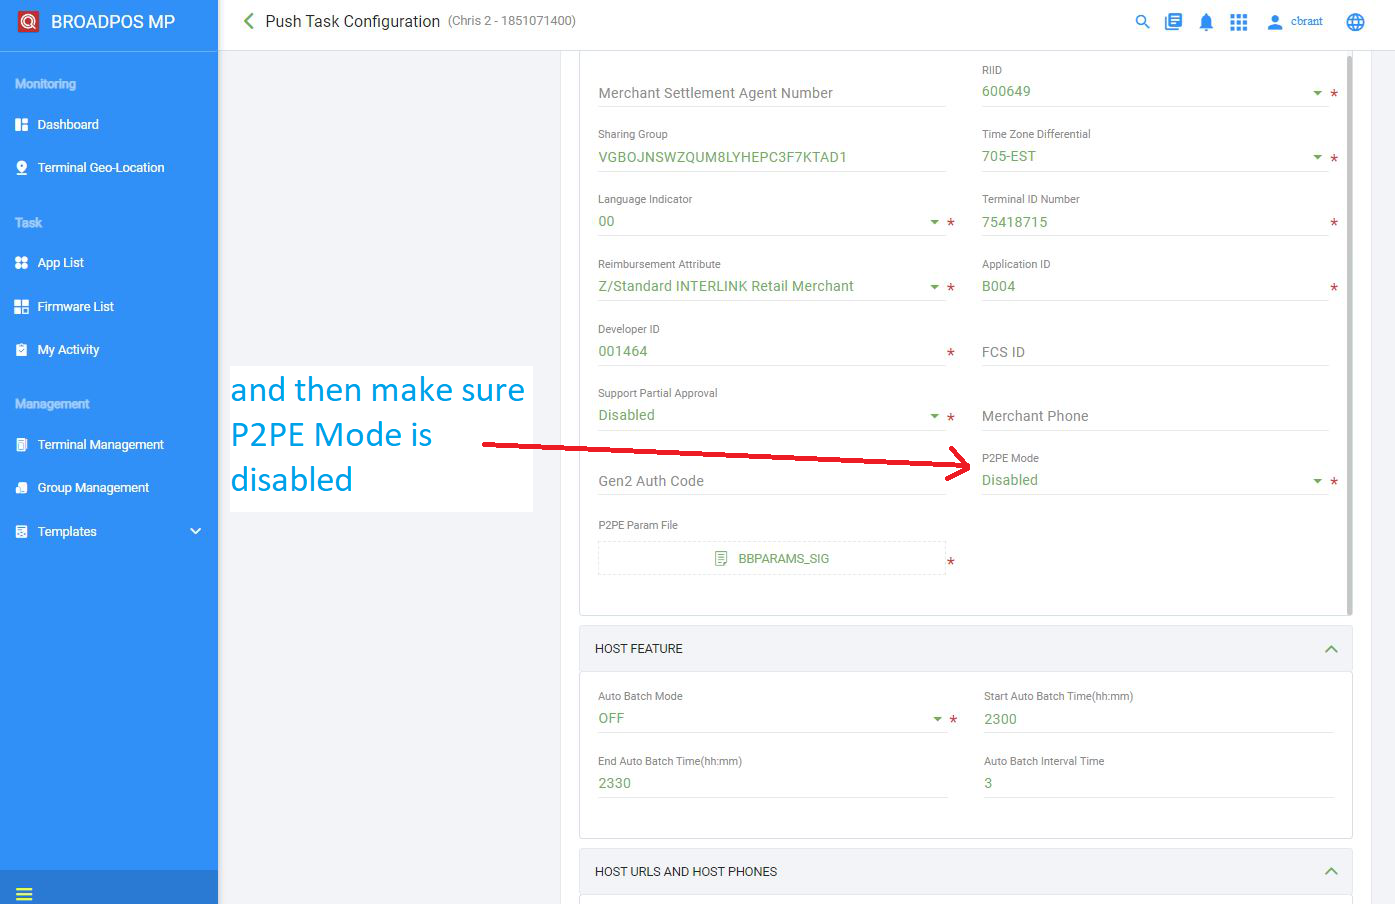 BROADPOS MP
Push Task Configuration (Chris 2 - 1851071400)
cbrant
Monitoring
Dashboard
Terminal Geo-Location
Task
App List
Firmware List
My Activity
Management
Terminal Management
Group Management
Templates
and then make sure
P2PE Mode is
disabled
Merchant Settlement Agent Number
RIID
600649 *
Sharing Group
VGBOJNSWZQUM8LYHEPC3F7KTAD1
Time Zone Differential
705-EST *
Language Indicator
00 *
Terminal ID Number
75418715 *
Reimbursement Attribute
Z/Standard INTERLINK Retail Merchant *
Application ID
B004 *
Developer ID
001464 *
FCS ID
Support Partial Approval
Disabled *
Merchant Phone
Gen2 Auth Code
P2PE Mode
Disabled *
P2PE Param File
BBPARAMS_SIG *
HOST FEATURE
Auto Batch Mode
OFF *
Start Auto Batch Time(hh:mm)
2300
End Auto Batch Time(hh:mm)
2330
Auto Batch Interval Time
3
HOST URLS AND HOST PHONES